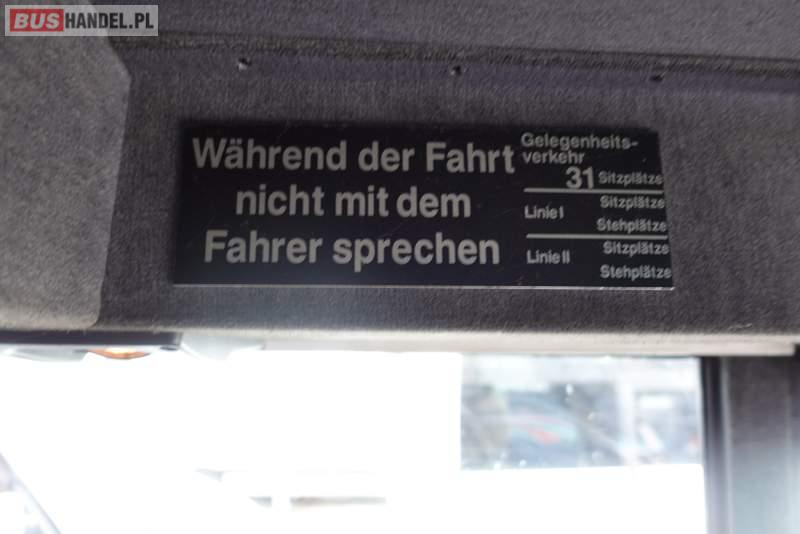 BUSHANDEL.PL
Während der Fahrt
nicht mit dem
Fahrer sprechen
Gelegenheits-
verkehr
31 Sitzplätze
Linie I Sitzplätze
Stehplätze
Linie II Sitzplätze
Stehplätze